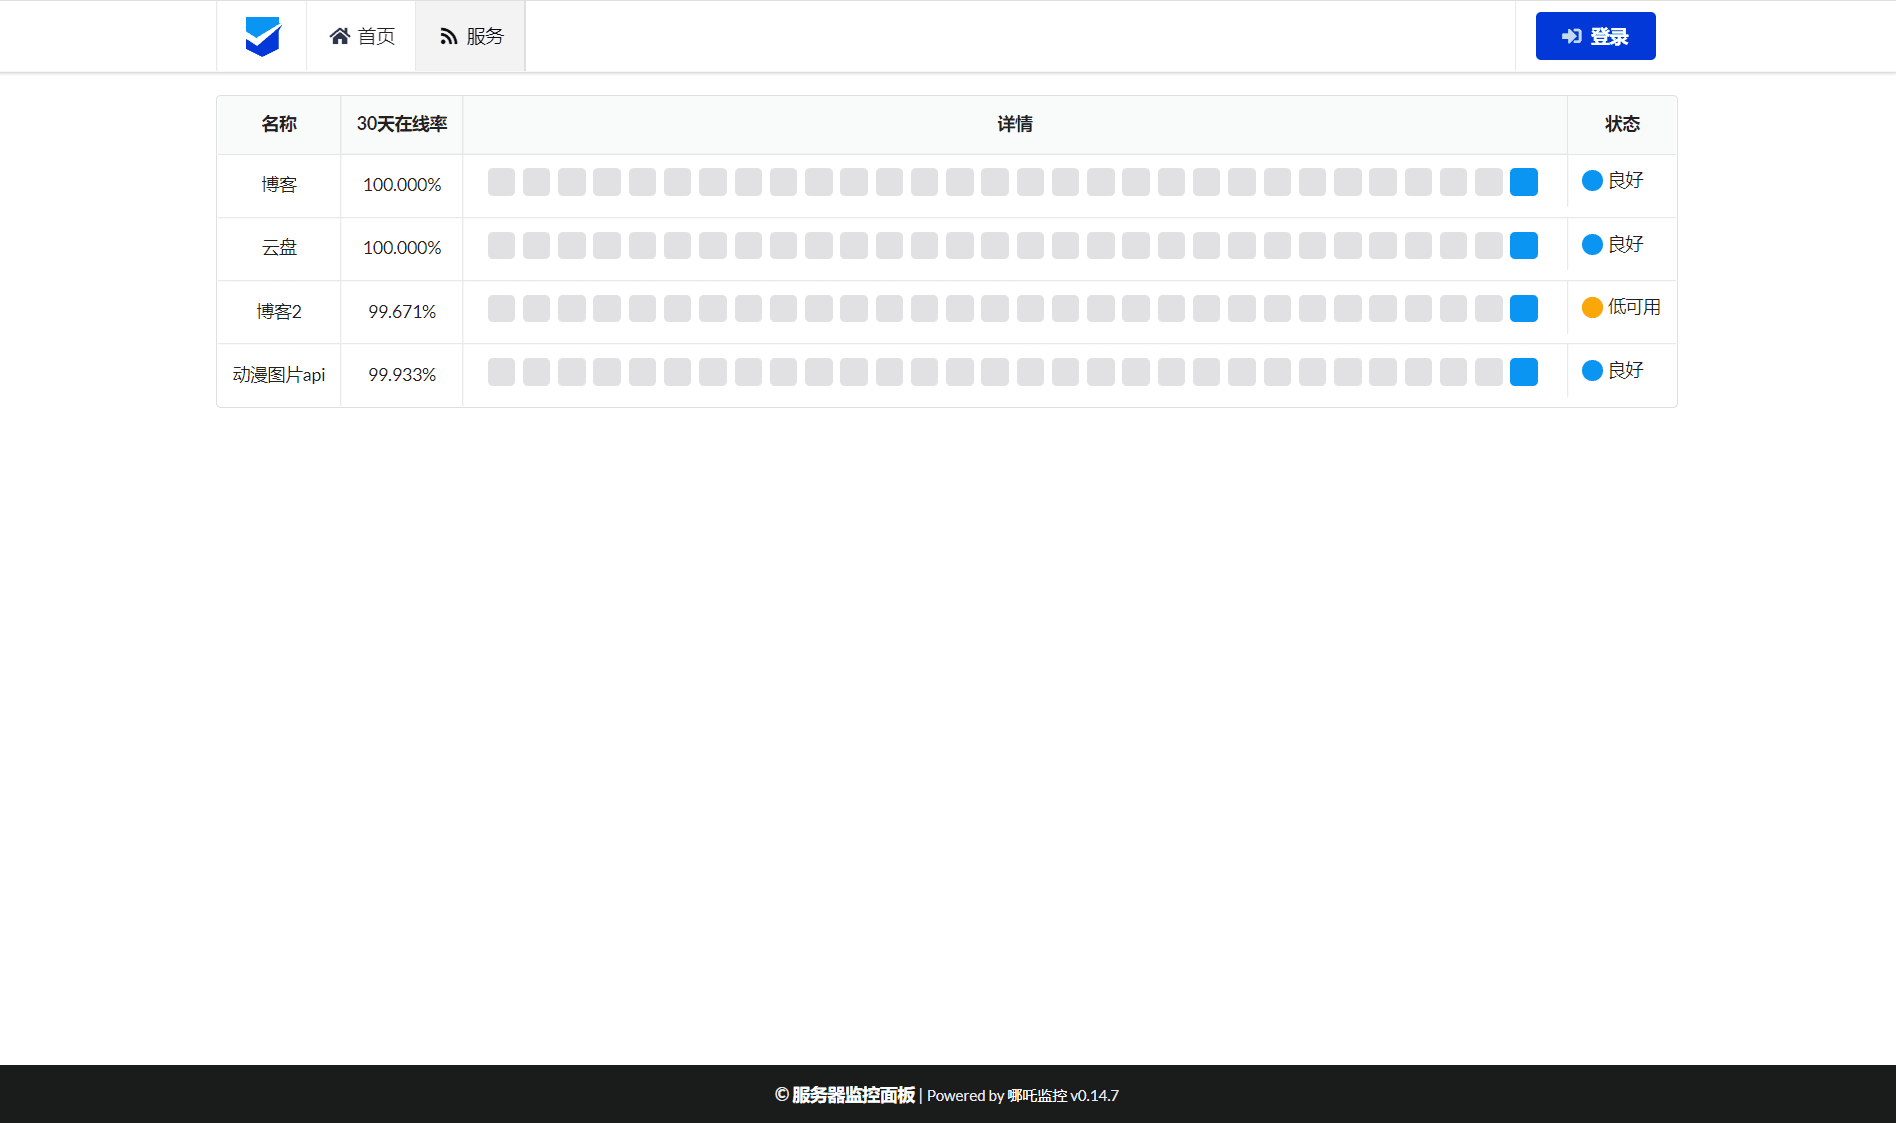 首页 服务 登录
名称 30天在线率 详情 状态
博客 100.000% 良好
云盘 100.000% 良好
博客2 99.671% 低可用
动漫图片api 99.933% 良好
© 服务器监控面板 | Powered by 哪吒监控 v0.14.7